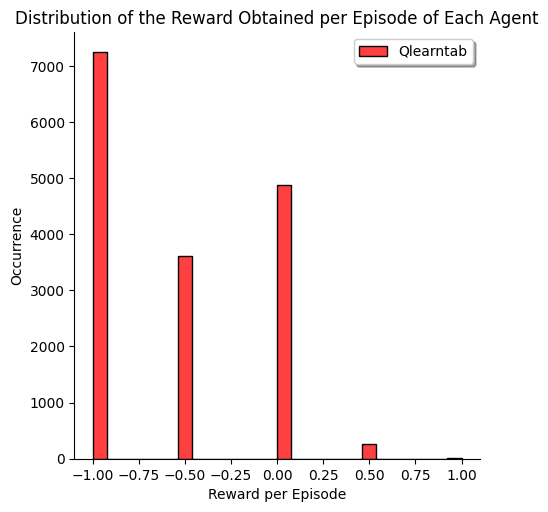 Distribution of the Reward Obtained per Episode of Each Agent
Qlearntab
7000
6000
5000
4000
3000
2000
1000
0
Occurrence
−1.00 −0.75 −0.50 −0.25 0.00 0.25 0.50 0.75 1.00
Reward per Episode